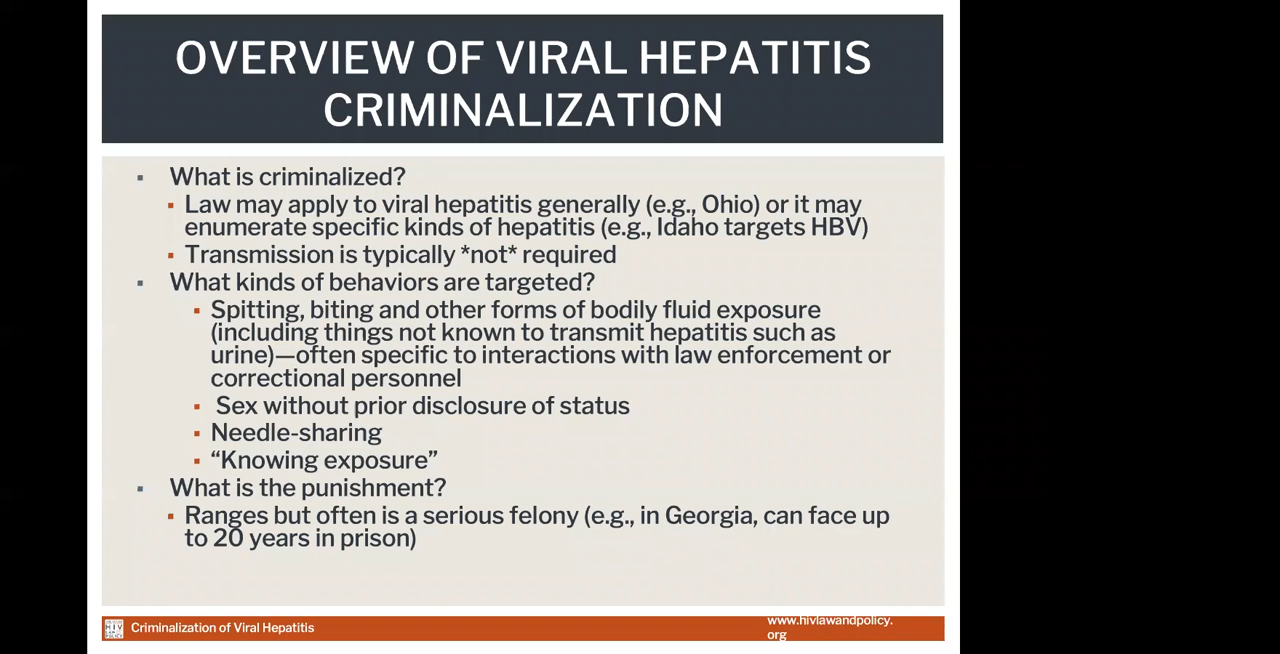 OVERVIEW OF VIRAL HEPATITIS
CRIMINALIZATION
▪ What is criminalized?
▪ Law may apply to viral hepatitis generally (e.g., Ohio) or it may
enumerate specific kinds of hepatitis (e.g., Idaho targets HBV)
▪ Transmission is typically *not* required
▪ What kinds of behaviors are targeted?
▪ Spitting, biting and other forms of bodily fluid exposure
(including things not known to transmit hepatitis such as
urine)—often specific to interactions with law enforcement or
correctional personnel
▪ Sex without prior disclosure of status
▪ Needle-sharing
▪ “Knowing exposure”
▪ What is the punishment?
▪ Ranges but often is a serious felony (e.g., in Georgia, can face up
to 20 years in prison)
HIV
LAW
POLICY
Criminalization of Viral Hepatitis
www.hivlawandpolicy.
org